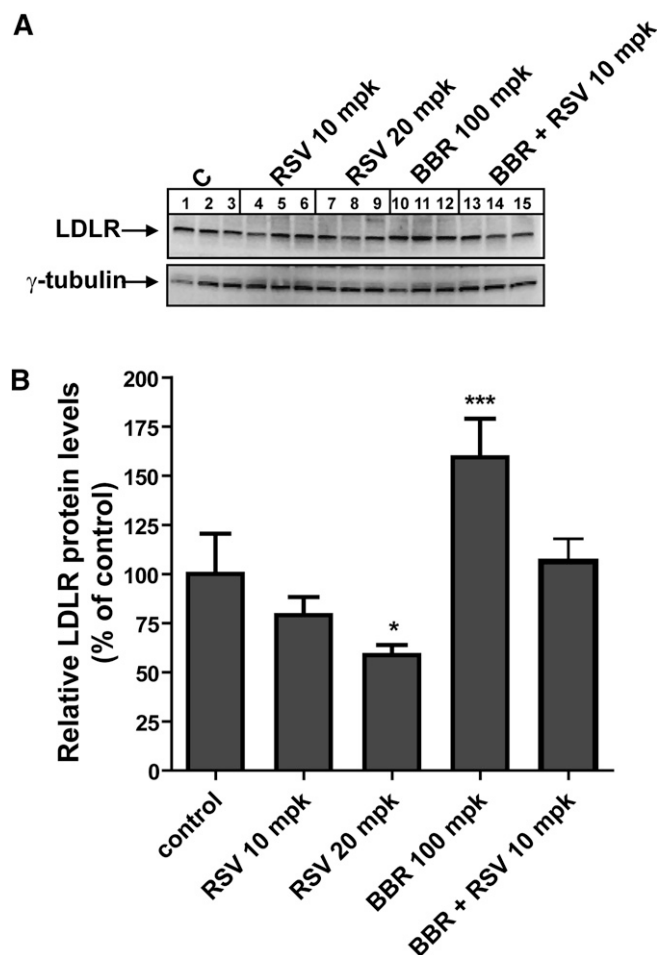 A
C RSV 10 mpk RSV 20 mpk BBR 100 mpk BBR + RSV 10 mpk
1 2 3 4 5 6 7 8 9 10 11 12 13 14 15
LDLR
γ-tubulin
B
Relative LDLR protein levels
(% of control)
200
175
150
125
100
75
50
25
0
*
***
control RSV 10 mpk RSV 20 mpk BBR 100 mpk BBR + RSV 10 mpk